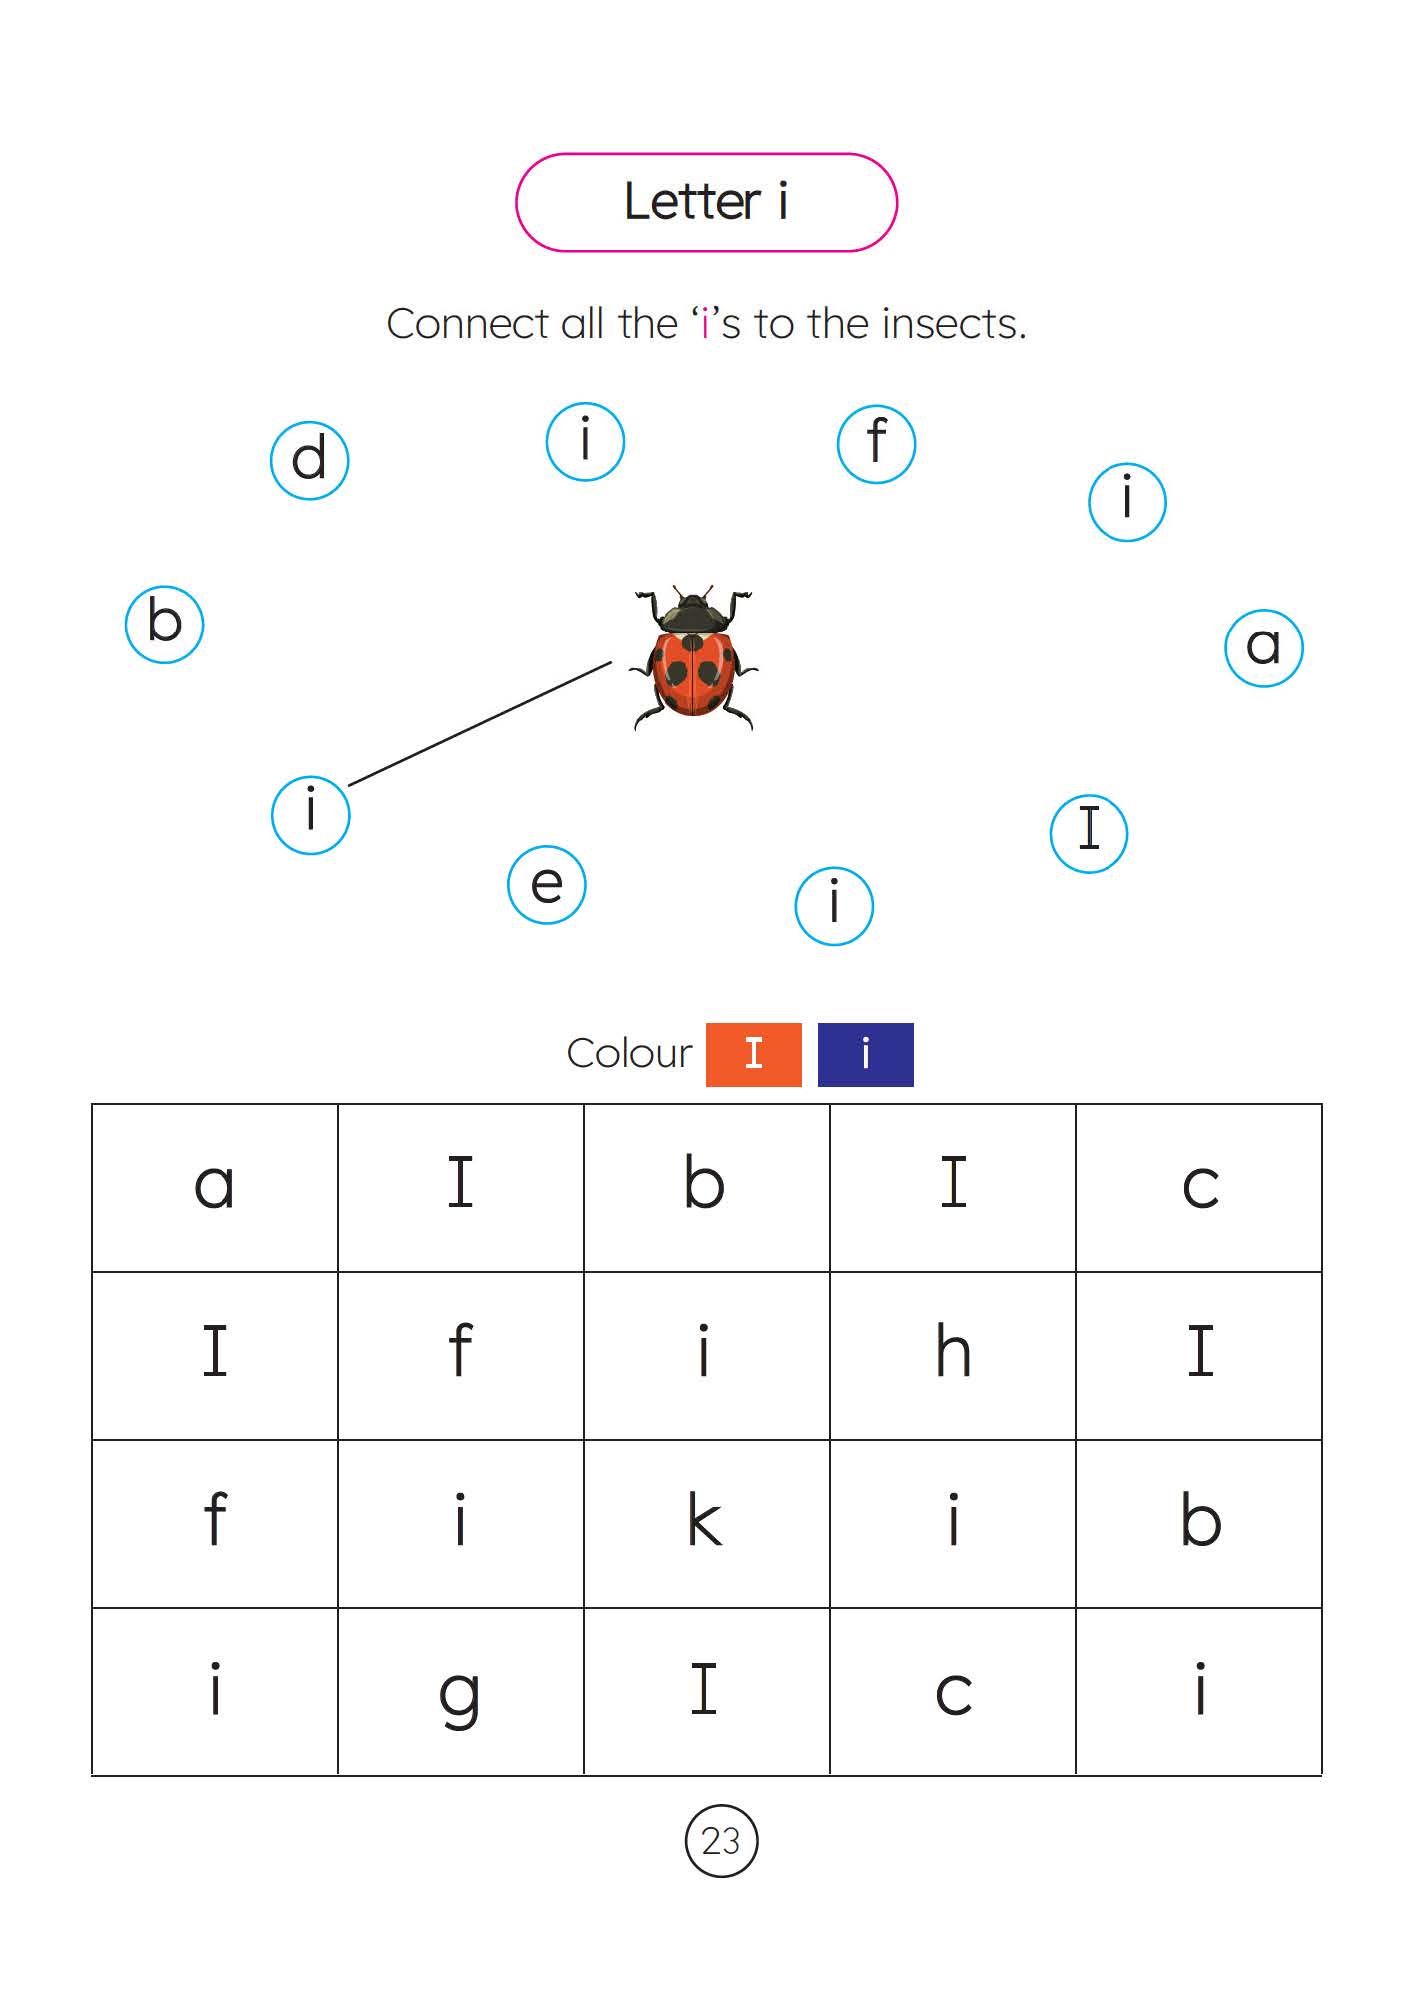 Letter i
Connect all the ‘i’s to the insects.
d i f i
b a
i I
e i
Colour I i
a I b I c
I f i h I
f i k i b
i g I c i
23